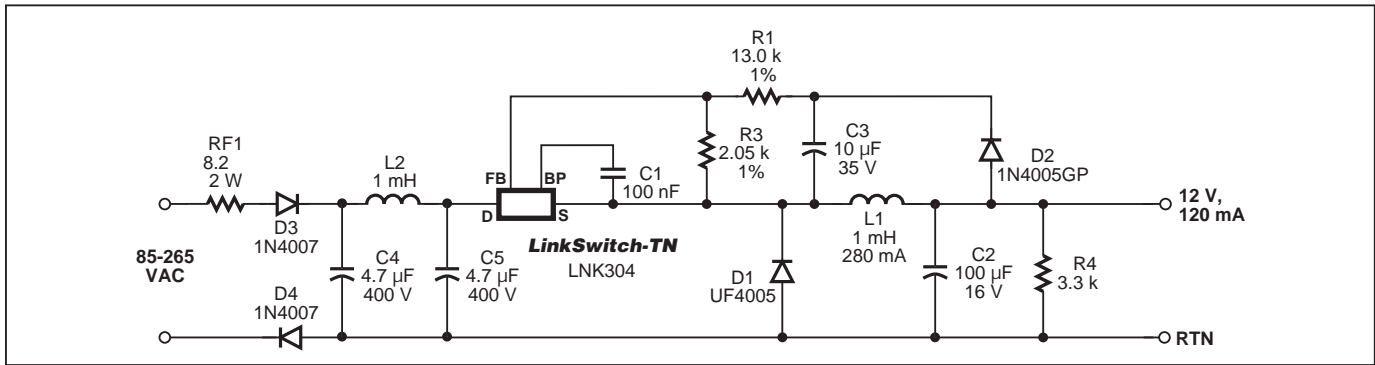 R1
13.0 k
1%
RF1
8.2
2 W
L2
1 mH
R3
2.05 k
1%
C3
10 µF
35 V
D2
1N4005GP
FB
BP
C1
100 nF
D
S
D3
1N4007
LinkSwitch-TN
LNK304
L1
1 mH
280 mA
12 V,
120 mA
85-265
VAC
C4
4.7 µF
400 V
C5
4.7 µF
400 V
D1
UF4005
C2
100 µF
16 V
R4
3.3 k
D4
1N4007
RTN